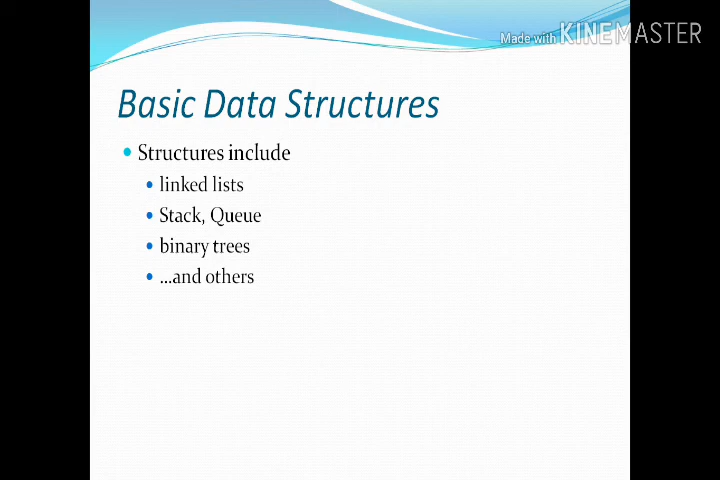 Made with KINEMASTER
Basic Data Structures
• Structures include
• linked lists
• Stack, Queue
• binary trees
• ...and others